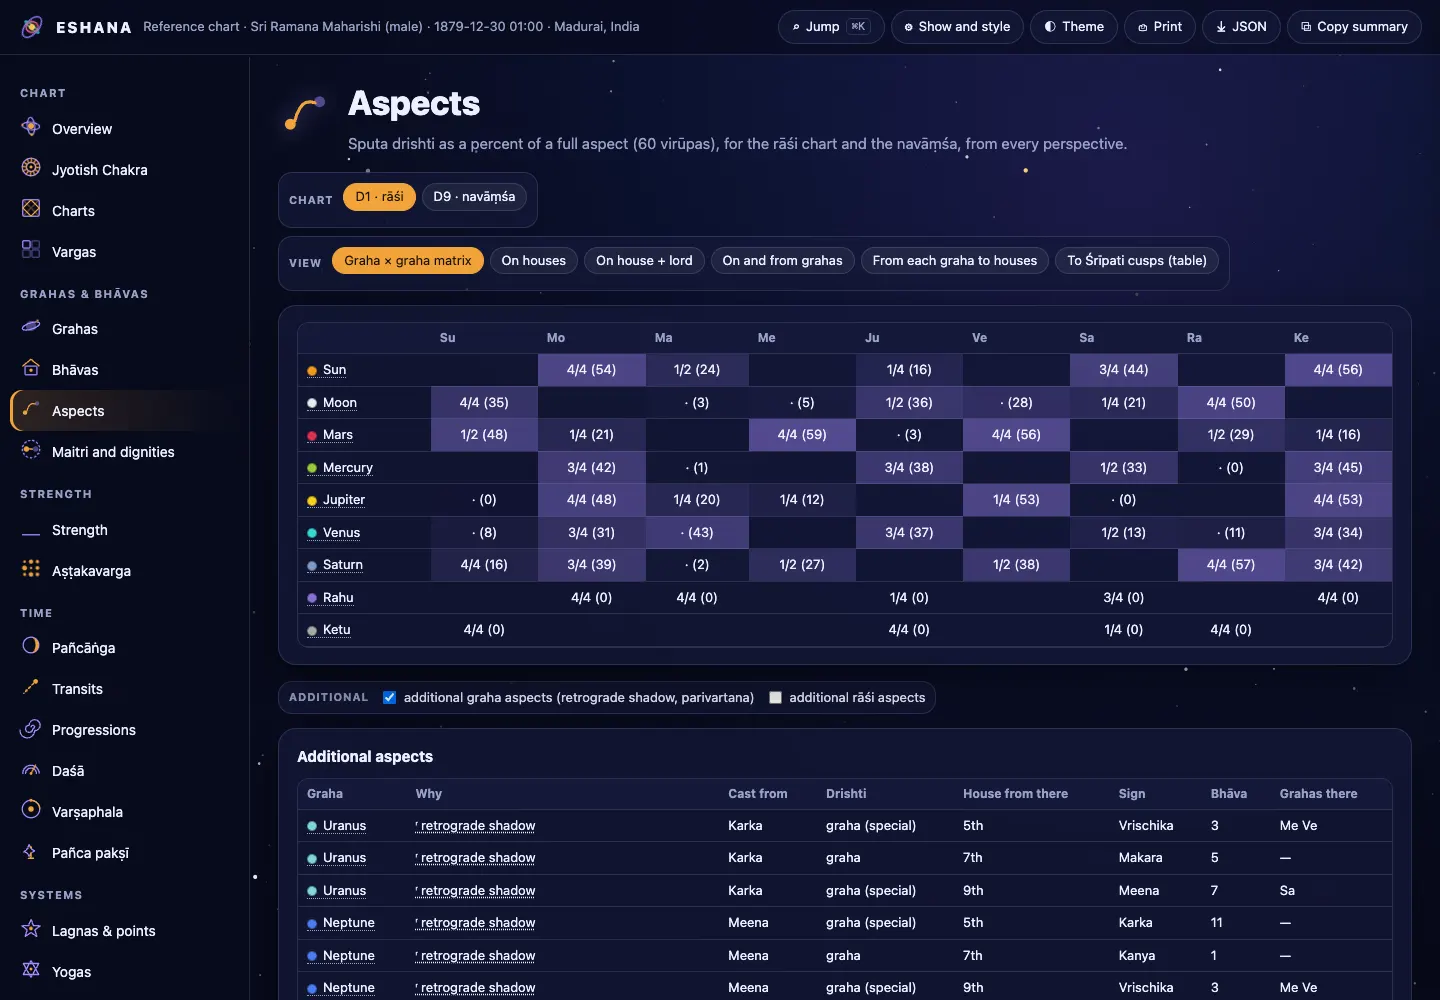 ESHANA Reference chart · Sri Ramana Maharishi (male) · 1879-12-30 01:00 · Madurai, India Jump ⌘K Show and style Theme Print JSON Copy summary
CHART
Overview
Jyotish Chakra
Charts
Vargas
GRAHAS & BHĀVAS
Grahas
Bhāvas
Aspects
Maitri and dignities
STRENGTH
Strength
Aṣṭakavarga
TIME
Pañcāṅga
Transits
Progressions
Daśā
Varṣaphala
Pañca pakṣī
SYSTEMS
Lagnas & points
Yogas
Aspects
Sputa drishti as a percent of a full aspect (60 virūpas), for the rāśi chart and the navāṃśa, from every perspective.
CHART D1 · rāśi D9 · navāṃśa
VIEW Graha × graha matrix On houses On house + lord On and from grahas From each graha to houses To Śrīpati cusps (table)
Su Mo Ma Me Ju Ve Sa Ra Ke
Sun 4/4 (54) 1/2 (24) 1/4 (16) 3/4 (44) 4/4 (56)
Moon 4/4 (35) · (3) · (5) 1/2 (36) · (28) 1/4 (21) 4/4 (50)
Mars 1/2 (48) 1/4 (21) 4/4 (59) · (3) 4/4 (56) 1/2 (29) 1/4 (16)
Mercury 3/4 (42) · (1) 3/4 (38) 1/2 (33) · (0) 3/4 (45)
Jupiter · (0) 4/4 (48) 1/4 (20) 1/4 (12) 1/4 (53) · (0) 4/4 (53)
Venus · (8) 3/4 (31) · (43) 3/4 (37) 1/2 (13) · (11) 3/4 (34)
Saturn 4/4 (16) 3/4 (39) · (2) 1/2 (27) 1/2 (38) 4/4 (57) 3/4 (42)
Rahu 4/4 (0) 4/4 (0) 1/4 (0) 3/4 (0) 4/4 (0)
Ketu 4/4 (0) 4/4 (0) 1/4 (0) 4/4 (0)
ADDITIONAL additional graha aspects (retrograde shadow, parivartana) additional rāśi aspects
Additional aspects
Graha Why Cast from Drishti House from there Sign Bhāva Grahas there
Uranus ʳ retrograde shadow Karka graha (special) 5th Vrischika 3 Me Ve
Uranus ʳ retrograde shadow Karka graha 7th Makara 5 —
Uranus ʳ retrograde shadow Karka graha (special) 9th Meena 7 Sa
Neptune ʳ retrograde shadow Meena graha (special) 5th Karka 11 —
Neptune ʳ retrograde shadow Meena graha 7th Kanya 1 —
Neptune ʳ retrograde shadow Meena graha (special) 9th Vrischika 3 Me Ve